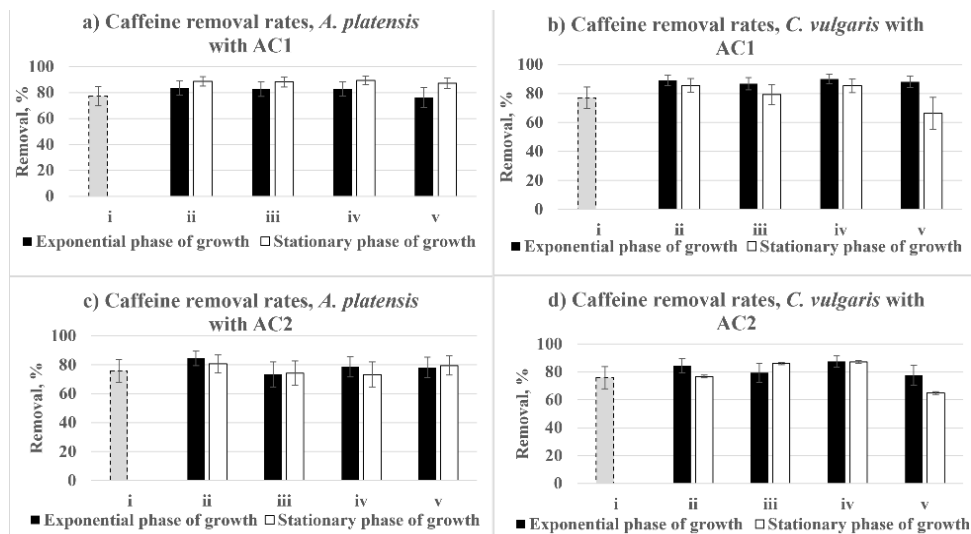 a) Caffeine removal rates, A. platensis
with AC1
Removal, %
100
80
60
40
20
0
i ii iii iv v
Exponential phase of growth Stationary phase of growth
b) Caffeine removal rates, C. vulgaris with
AC1
Removal, %
100
80
60
40
20
0
i ii iii iv v
Exponential phase of growth Stationary phase of growth
c) Caffeine removal rates, A. platensis
with AC2
Removal, %
100
80
60
40
20
0
i ii iii iv v
Exponential phase of growth Stationary phase of growth
d) Caffeine removal rates, C. vulgaris with
AC2
Removal, %
100
80
60
40
20
0
i ii iii iv v
Exponential phase of growth Stationary phase of growth